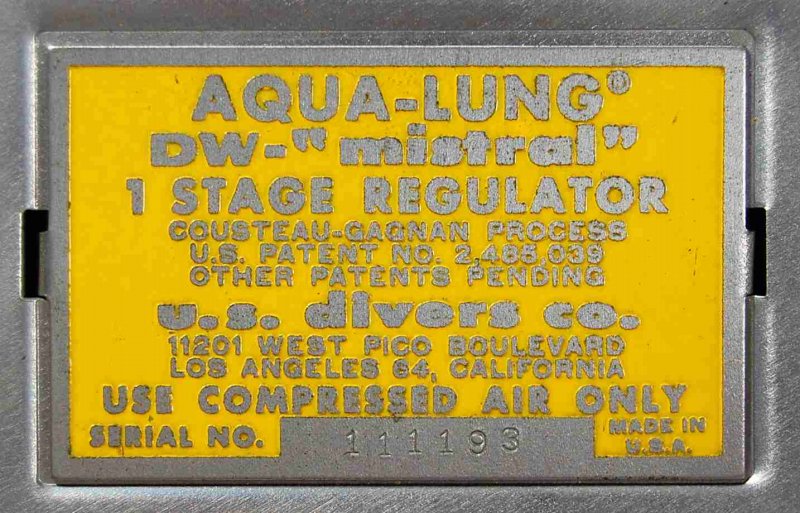 AQUA-LUNG®
DW-"mistral"
1 STAGE REGULATOR
COUSTEAU-GAGNAN PROCESS
U.S. PATENT NO. 2,485,039
OTHER PATENTS PENDING
u.s. divers co.
11201 WEST PICO BOULEVARD
LOS ANGELES 64, CALIFORNIA
USE COMPRESSED AIR ONLY
SERIAL NO. 111193 MADE IN
U.S.A.